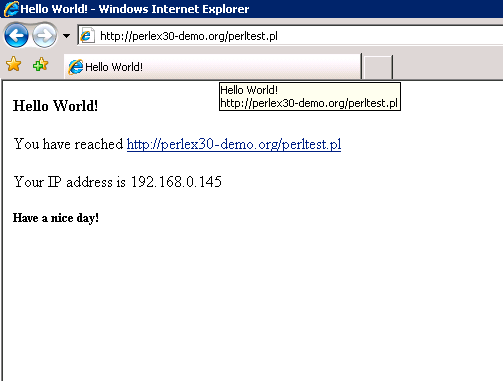 Hello World! - Windows Internet Explorer
http://perlex30-demo.org/perltest.pl
Hello World!
Hello World!
http://perlex30-demo.org/perltest.pl
Hello World!
You have reached http://perlex30-demo.org/perltest.pl
Your IP address is 192.168.0.145
Have a nice day!